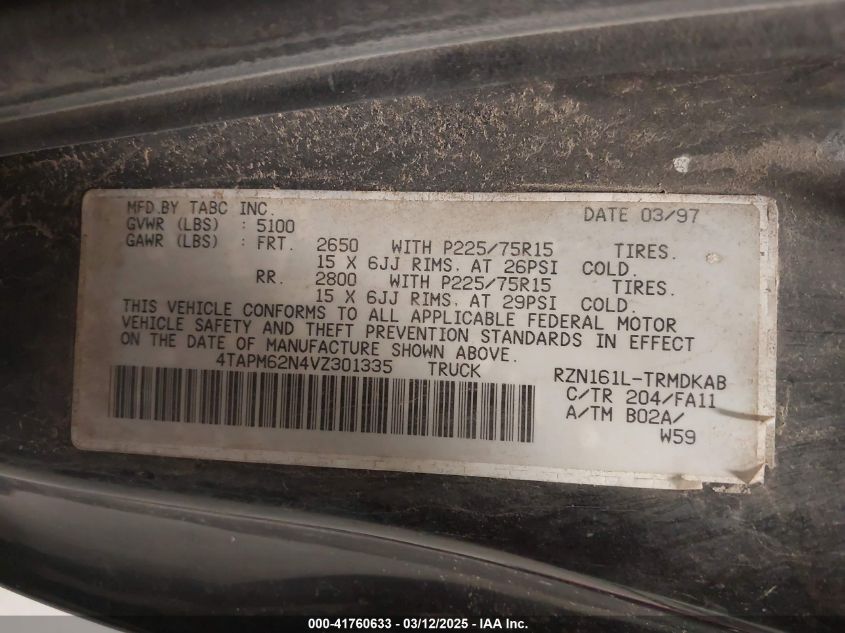 MFD.BY TABC INC. DATE 03/97
GVWR (LBS) : 5100
GAWR (LBS) : FRT. 2650 WITH P225/75R15 TIRES.
15 X 6JJ RIMS. AT 26PSI COLD.
RR. 2800 WITH P225/75R15 TIRES.
15 X 6JJ RIMS. AT 29PSI COLD.
THIS VEHICLE CONFORMS TO ALL APPLICABLE FEDERAL MOTOR
VEHICLE SAFETY AND THEFT PREVENTION STANDARDS IN EFFECT
ON THE DATE OF MANUFACTURE SHOWN ABOVE.
4TAPM62N4VZ301335 TRUCK RZN161L-TRMDKAB
C/TR 204/FA11
A/TM B02A/
W59
000-41760633 - 03/12/2025 - IAA Inc.